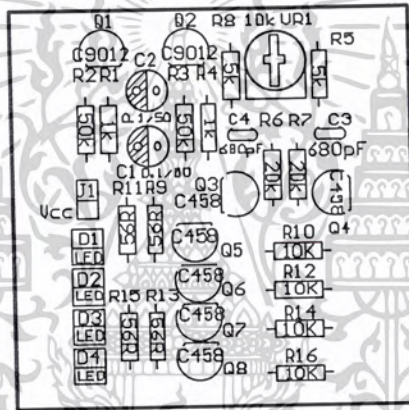 Q1 Q2 R8 10k VR1
C9012 C2 C9012 R5
R2 R1 R3 R4 5K 5K
50K 1K 0.1/50 50K 1K C4 R6 R7 C3
680pF 680pF
C1 0.1/50 20K 20K
J1 R11 R9 Q3
Vcc C458 C458
Q4
56R 56R C458 R10
D1 Q5 10K
LED
D2 C458 R12
LED R15 R13 Q6 10K
D3 C458 R14
LED 56R 56R Q7 10K
D4 C458 R16
LED Q8 10K